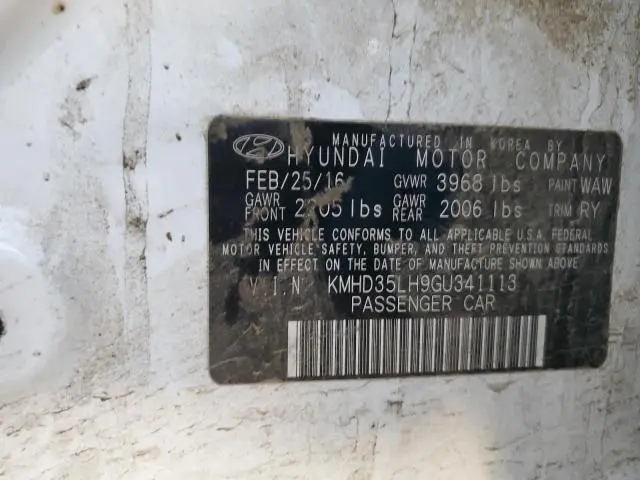 MANUFACTURED IN KOREA BY
HYUNDAI MOTOR COMPANY
FEB/25/16 GVWR 3968 lbs PAINT WAW
GAWR FRONT lbs GAWR REAR 2006 lbs TRIM RY
THIS VEHICLE CONFORMS TO ALL APPLICABLE U.S.A. FEDERAL
MOTOR VEHICLE SAFETY, BUMPER, AND THEFT PREVENTION STANDARDS
IN EFFECT ON THE DATE OF MANUFACTURE SHOWN ABOVE
V.I.N KMHD35LH9GU341113
PASSENGER CAR